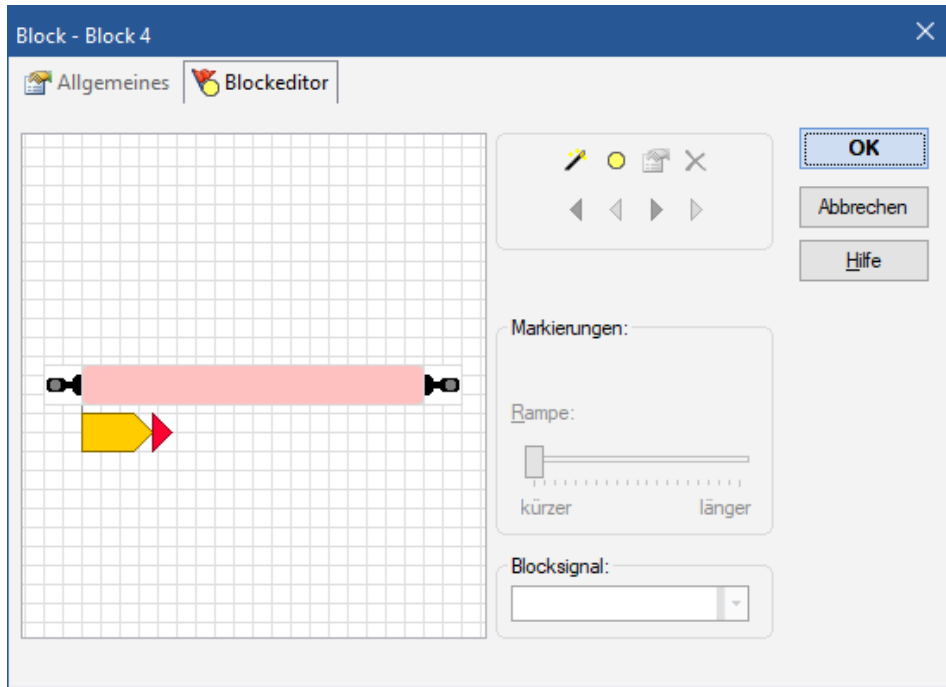 Block - Block 4
Allgemeines
Blockeditor
OK
Abbrechen
Hilfe
Markierungen:
Rampe:
kürzer
länger
Blocksignal: